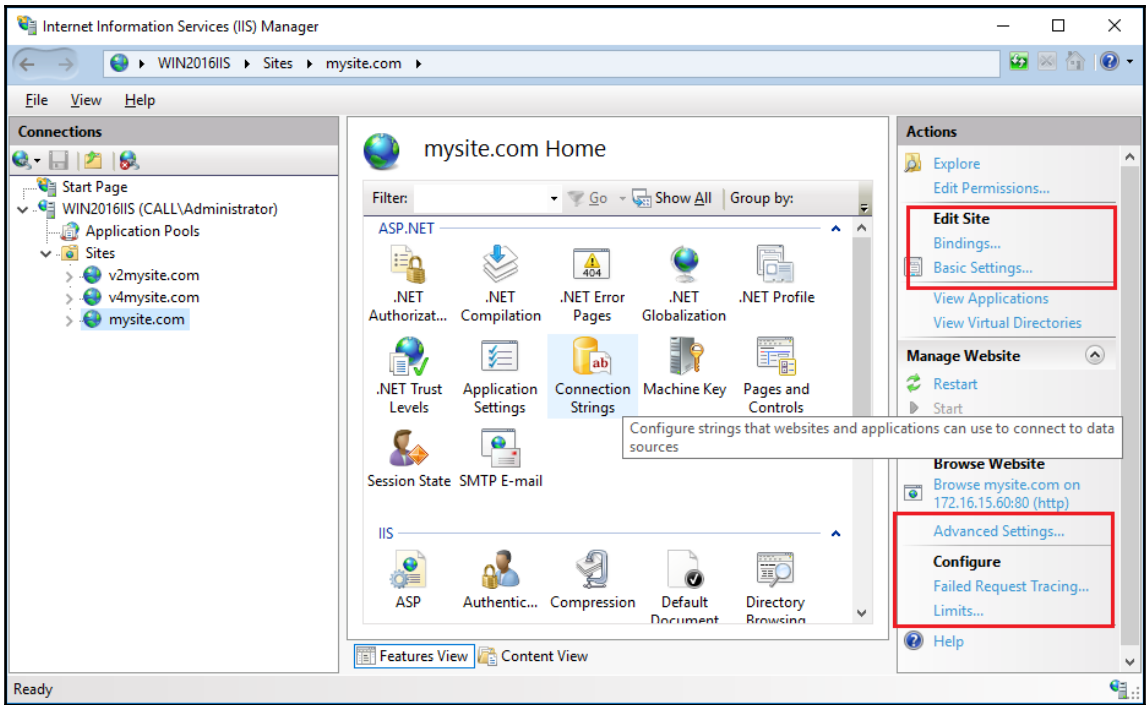 Internet Information Services (IIS) Manager
WIN2016IIS Sites mysite.com
File View Help
Connections
Start Page
WIN2016IIS (CALL\Administrator)
Application Pools
Sites
v2mysite.com
v4mysite.com
mysite.com
mysite.com Home
Filter: Go Show All Group by:
ASP.NET
.NET Authorizat...
.NET Compilation
.NET Error Pages
404
.NET Globalization
.NET Profile
.NET Trust Levels
Application Settings
ab
Connection Strings
Machine Key
Pages and Controls
Configure strings that websites and applications can use to connect to data
sources
Session State
SMTP E-mail
IIS
ASP
Authentic...
Compression
Default Document
Directory Browsing
Features View Content View
Actions
Explore
Edit Permissions...
Edit Site
Bindings...
Basic Settings...
View Applications
View Virtual Directories
Manage Website
Restart
Start
Browse Website
Browse mysite.com on
172.16.15.60:80 (http)
Advanced Settings...
Configure
Failed Request Tracing...
Limits...
Help
Ready